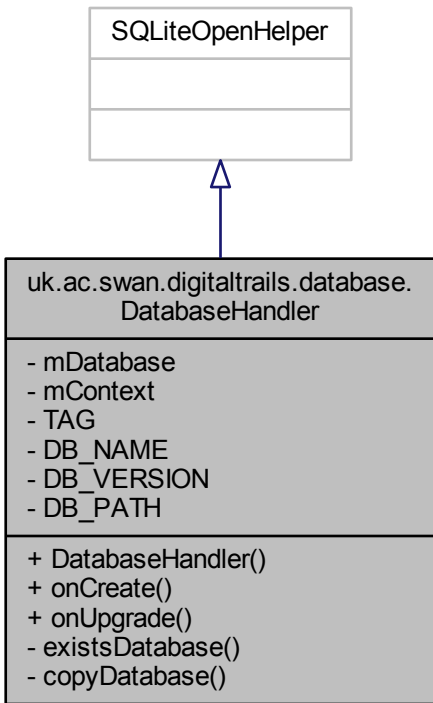 SQLiteOpenHelper
uk.ac.swan.digitaltrails.database.
DatabaseHandler
- mDatabase
- mContext
- TAG
- DB_NAME
- DB_VERSION
- DB_PATH
+ DatabaseHandler()
+ onCreate()
+ onUpgrade()
- existsDatabase()
- copyDatabase()